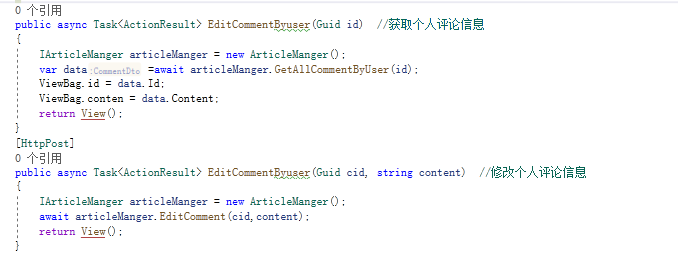 0 个引用
public async Task<ActionResult> EditCommentByuser(Guid id)  //获取个人评论信息
{
IArticleManger articleManger = new ArticleManger();
var data :CommentDto =await articleManger.GetAllCommentByUser(id);
ViewBag.id = data.Id;
ViewBag.conten = data.Content;
return View();
}
[HttpPost]
0 个引用
public async Task<ActionResult> EditCommentByuser(Guid cid, string content)  //修改个人评论信息
{
IArticleManger articleManger = new ArticleManger();
await articleManger.EditComment(cid,content);
return View();
}